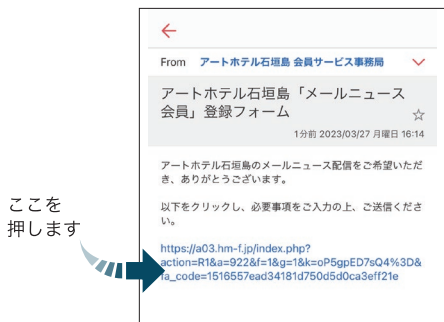 From アートホテル石垣島 会員サービス事務局
アートホテル石垣島「メールニュース
会員」登録フォーム
1分前 2023/03/27 月曜日 16:14
アートホテル石垣島のメールニュース配信をご希望いただ
き、ありがとうございます。
以下をクリックし、必要事項をご入力の上、ご送信くださ
い。
ここを
押します
https://a03.hm-f.jp/index.php?
action=R1&a=922&f=1&g=1&k=oP5gpED7sQ4%3D&
fa_code=1516557ead34181d750d5d0ca3eff21e